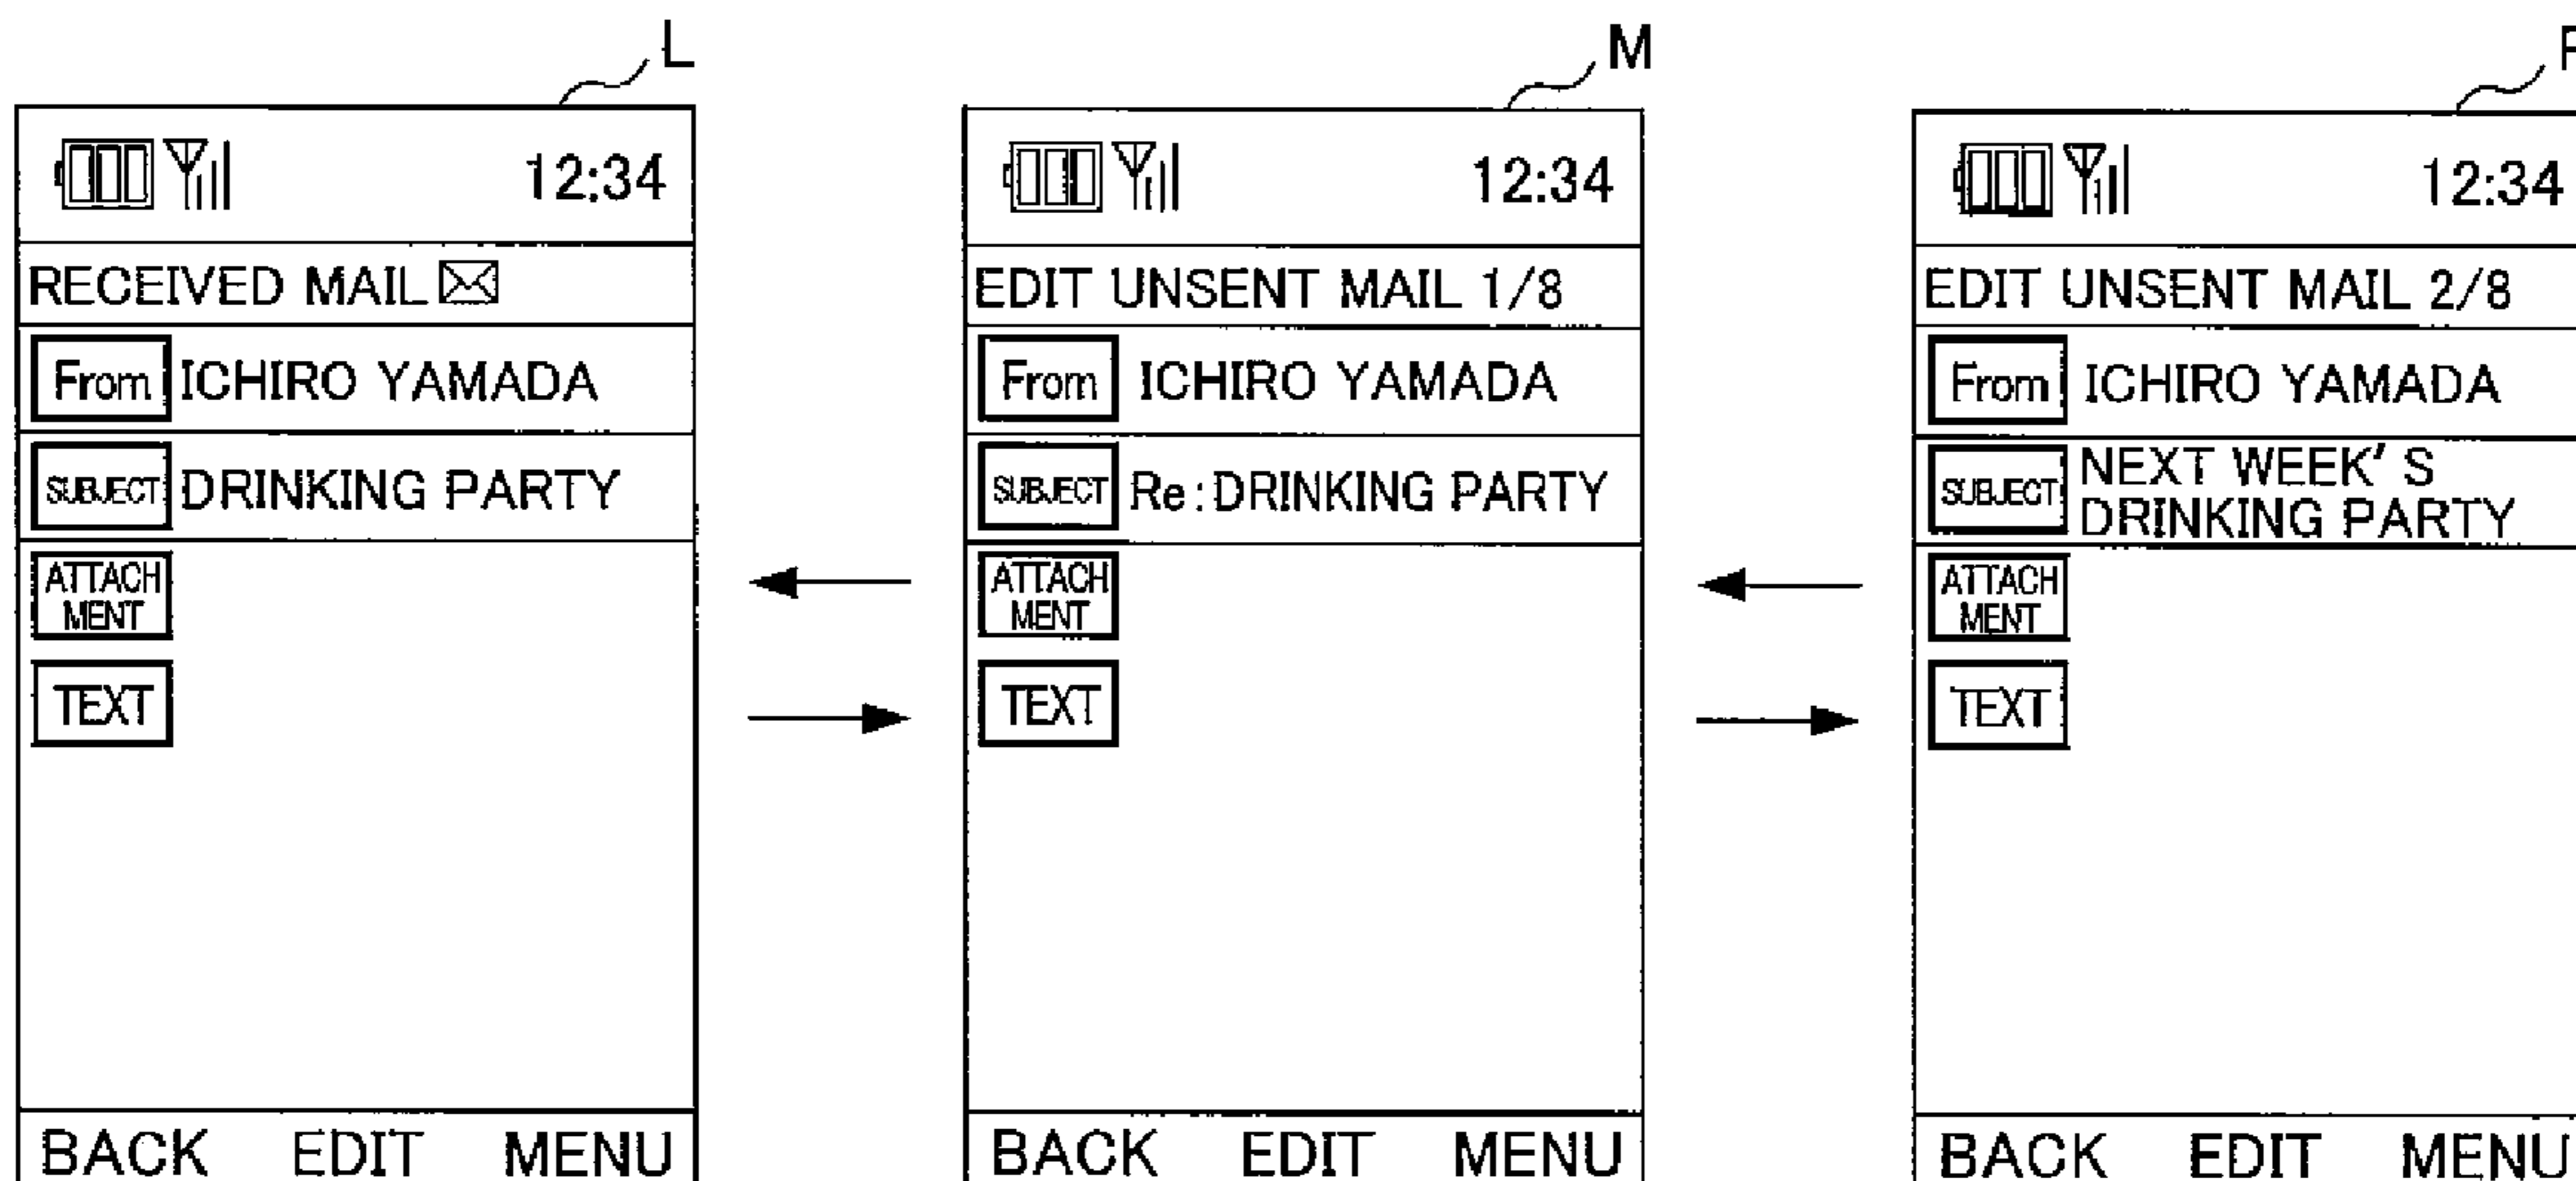 L
12:34
RECEIVED MAIL
From ICHIRO YAMADA
SUBJECT DRINKING PARTY
ATTACH
MENT
TEXT
BACK EDIT MENU
M
12:34
EDIT UNSENT MAIL 1/8
From ICHIRO YAMADA
SUBJECT Re:DRINKING PARTY
ATTACH
MENT
TEXT
BACK EDIT MENU
12:34
EDIT UNSENT MAIL 2/8
From ICHIRO YAMADA
SUBJECT NEXT WEEK'S
DRINKING PARTY
ATTACH
MENT
TEXT
BACK EDIT MENU